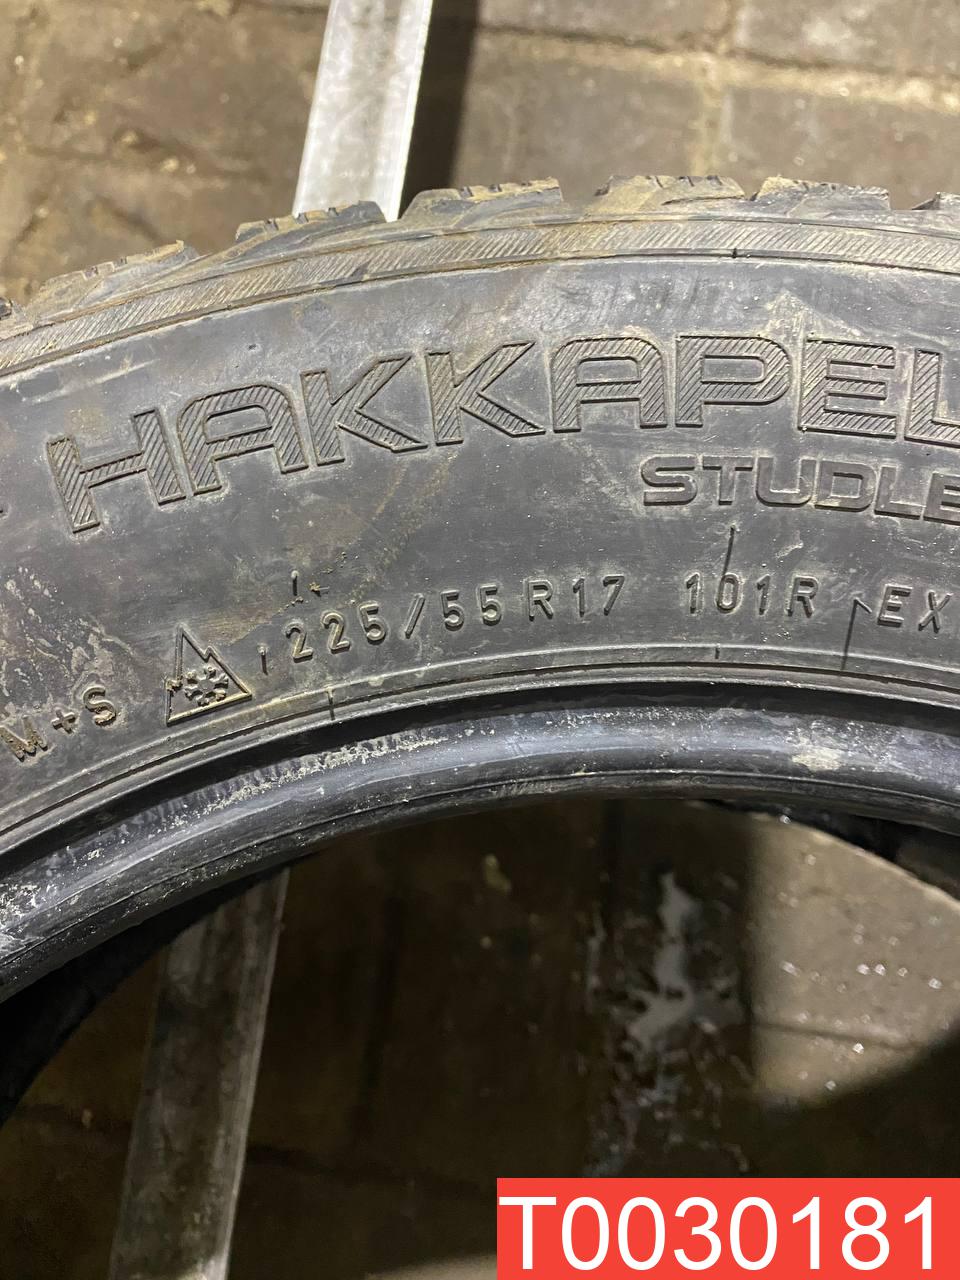 HAKKAPEL
STUDLE
M+S 225/55 R17 101R EX
T0030181